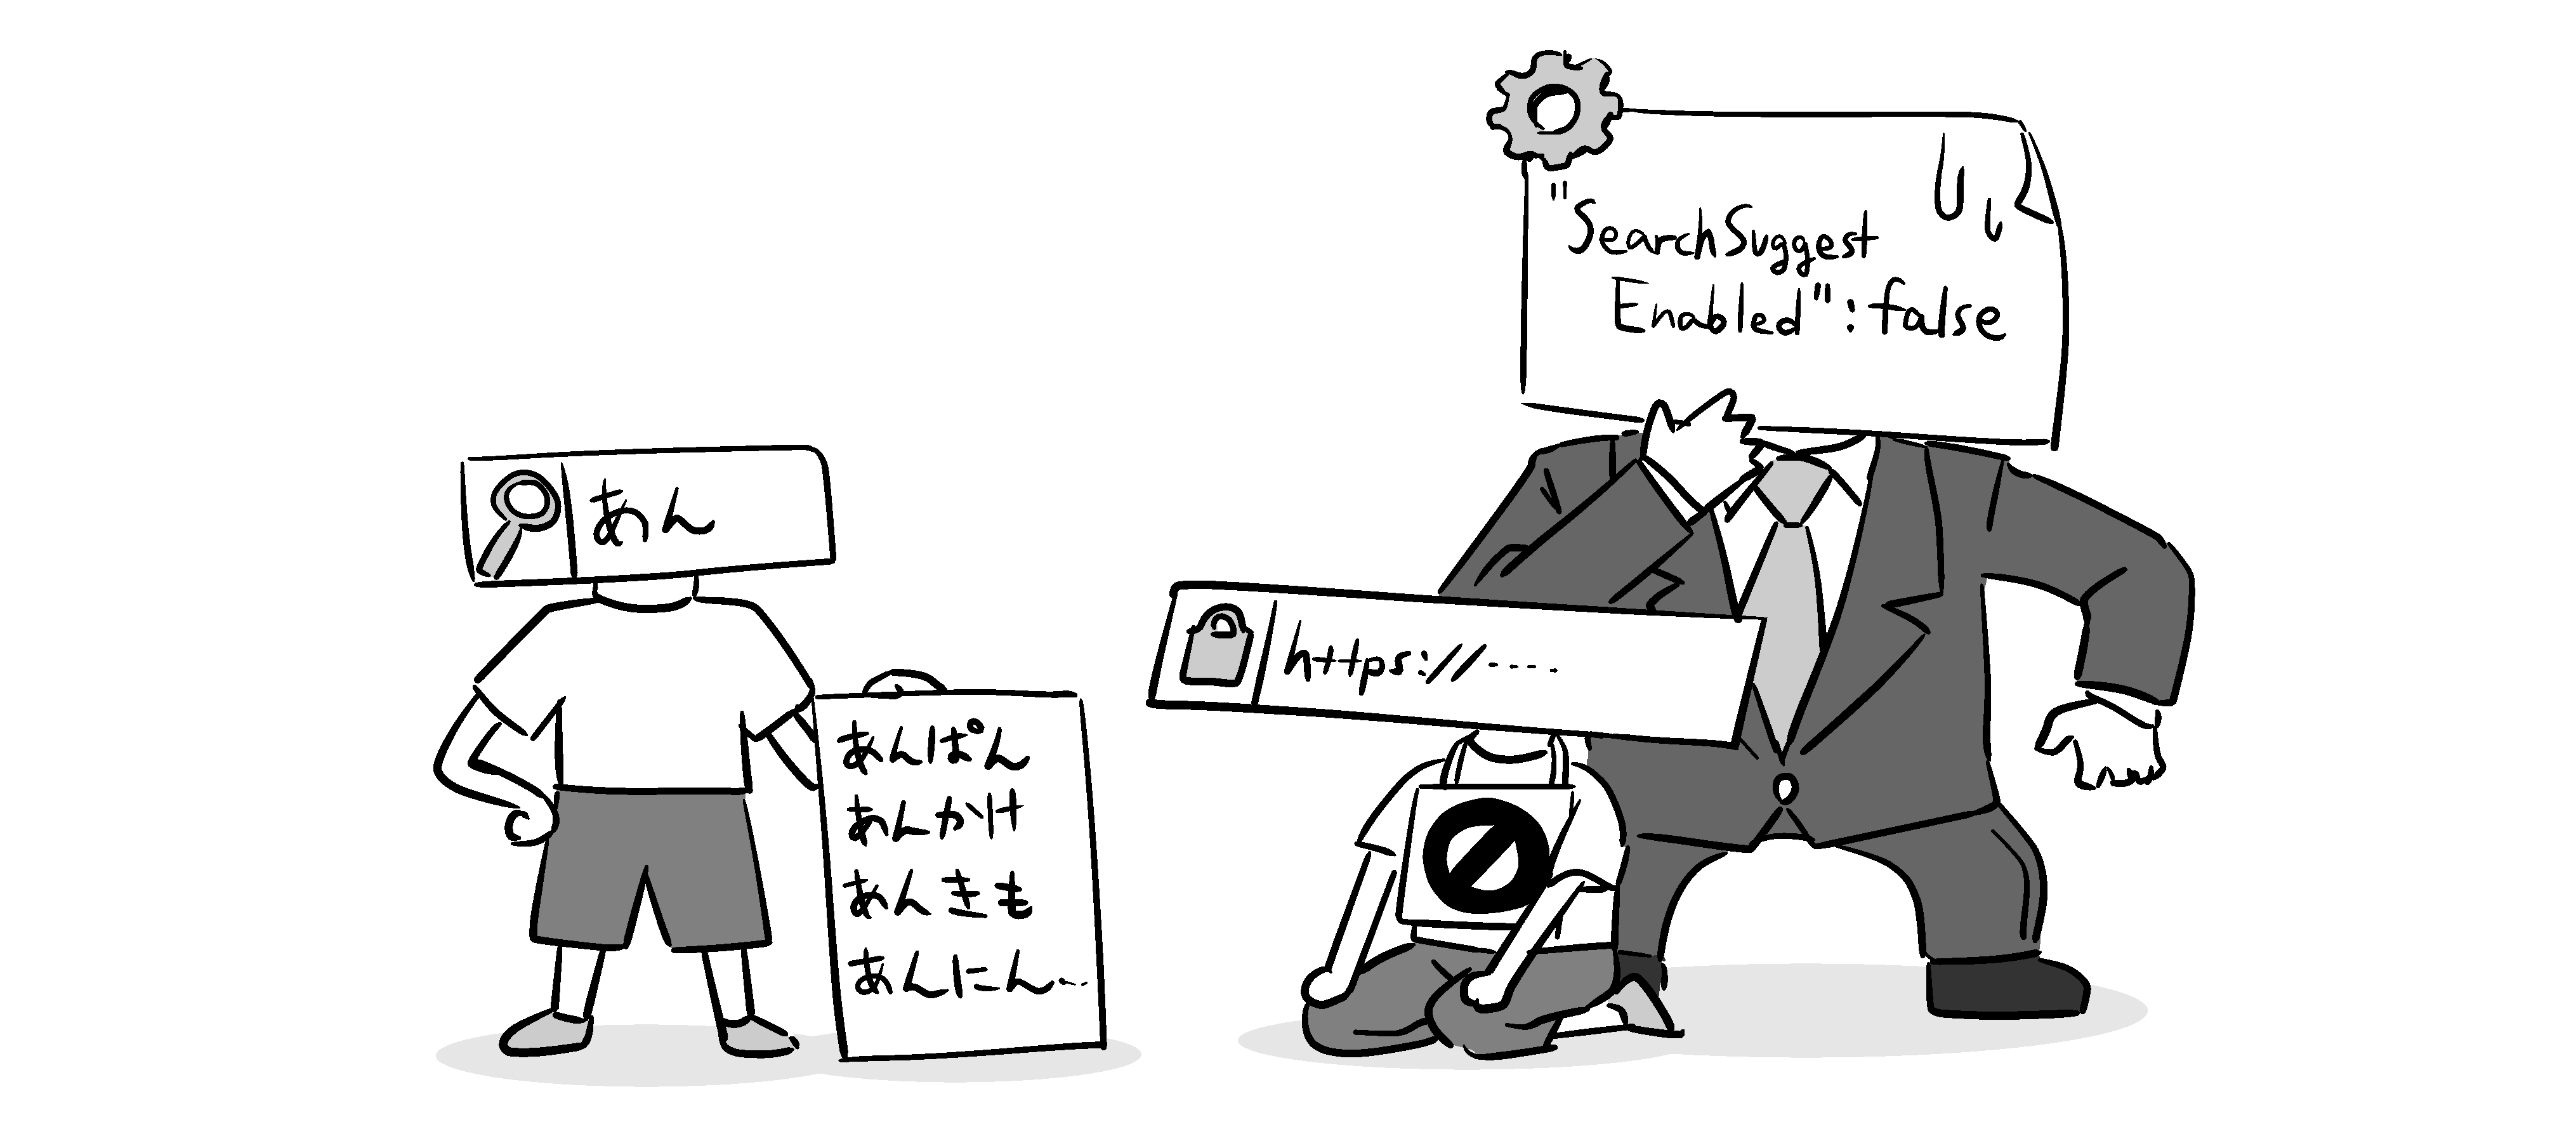 あん
あんぱん
あんかけ
あんきも
あんにん…
https://-----
"SearchSuggest
Enabled":false